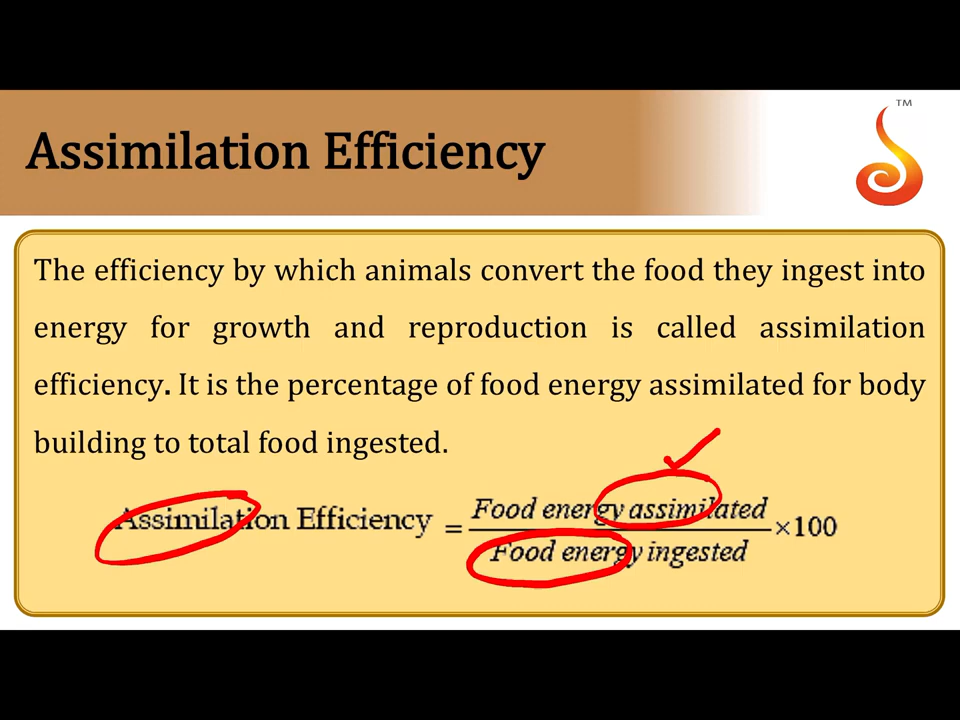 TM
Assimilation Efficiency
The efficiency by which animals convert the food they ingest into
energy for growth and reproduction is called assimilation
efficiency. It is the percentage of food energy assimilated for body
building to total food ingested.
Assimilation Efficiency = Food energy assimilated / Food energy ingested ×100